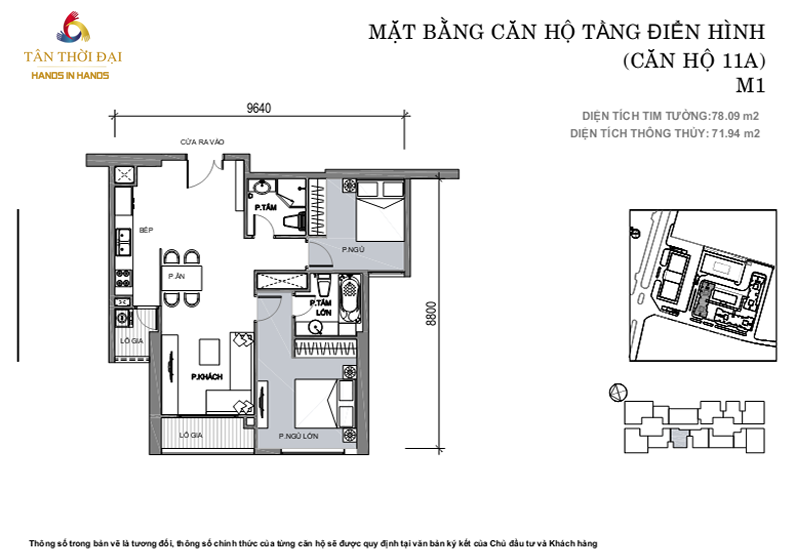 TÂN THỜI ĐẠI
HANDS IN HANDS
MẶT BẰNG CĂN HỘ TẦNG ĐIỂN HÌNH
(CĂN HỘ 11A)
M1
DIỆN TÍCH TIM TƯỜNG:78.09 m2
DIỆN TÍCH THÔNG THỦY: 71.94 m2
9640
CỬA RA VÀO
P.TẮM
BẾP
P.NGỦ
P.ĂN
P.TẮM
LỚN
8800
LÔ GIA
P.KHÁCH
LÔ GIA
P.NGỦ LỚN
Thông số trong bản vẽ là tương đối, thông số chính thức của từng căn hộ sẽ được quy định tại văn bản ký kết của Chủ đầu tư và Khách hàng